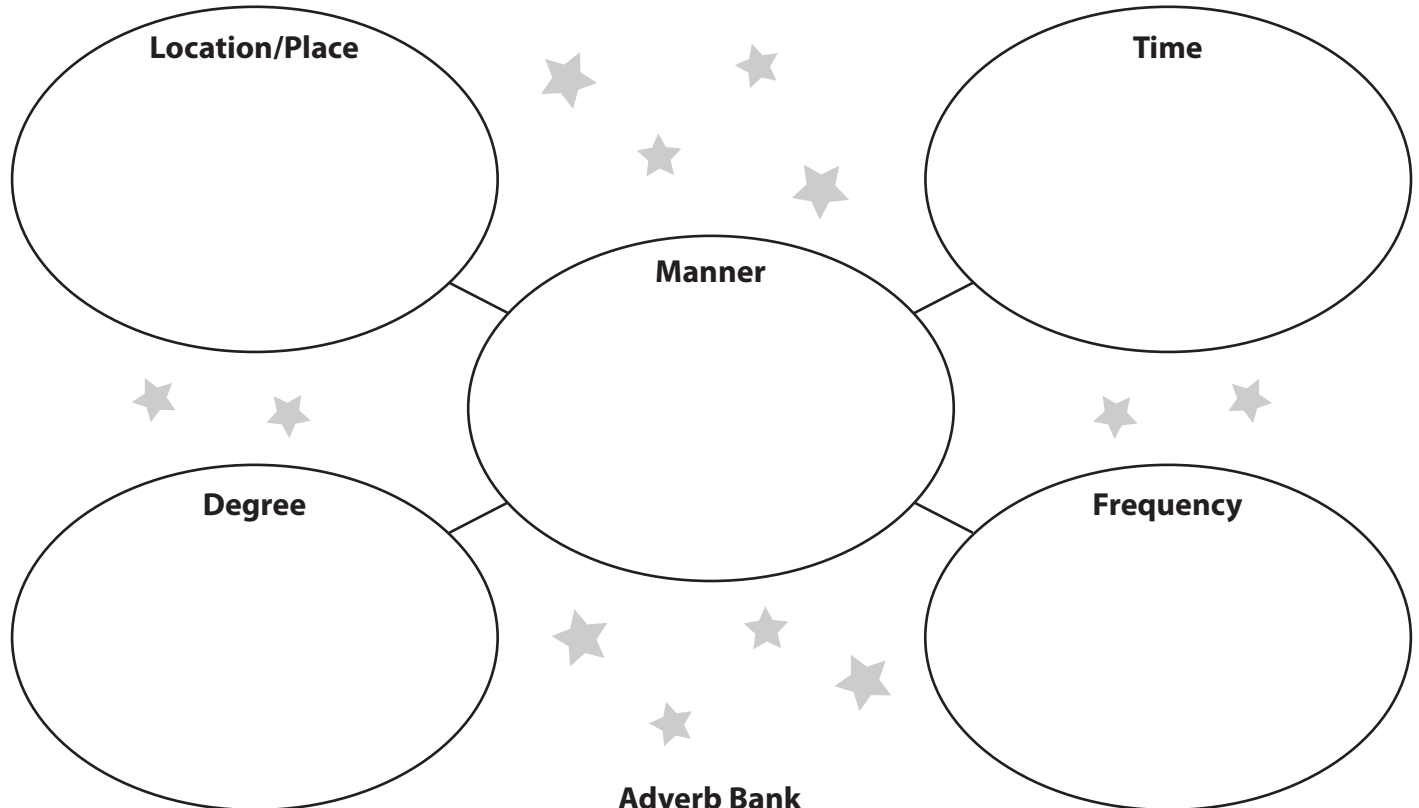 Location/Place
Time
Manner
Degree
Frequency
Adverb Bank